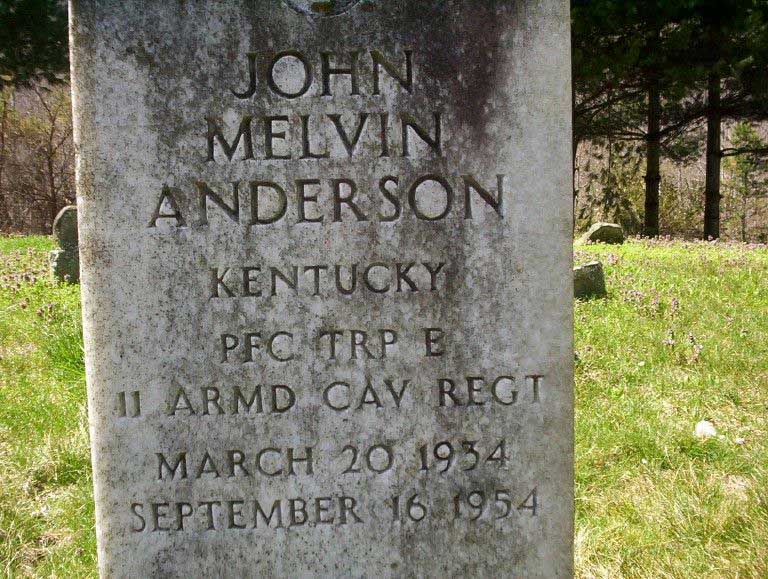 JOHN
MELVIN
ANDERSON
KENTUCKY
PFC TRP E
11 ARMD CAV REGT
MARCH 20 1934
SEPTEMBER 16 1954